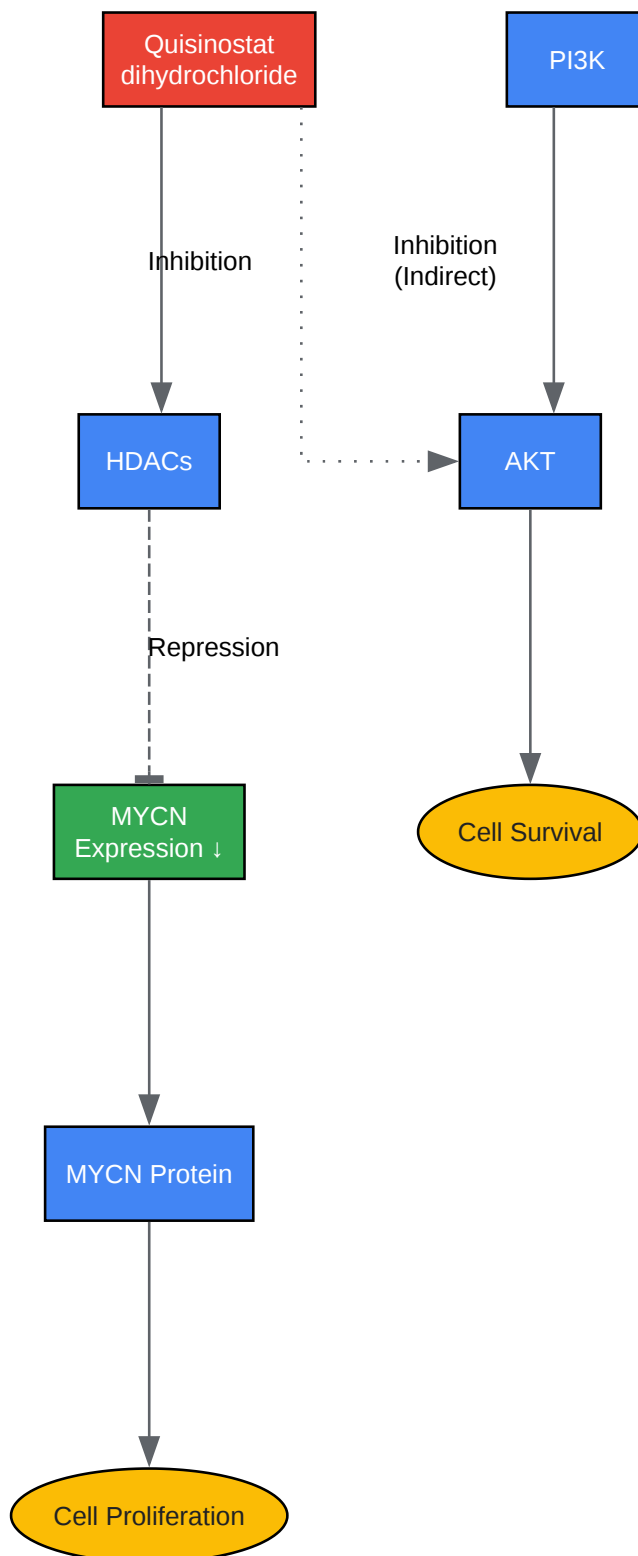 Quisinostat
dihydrochloride
PI3K
Inhibition
Inhibition
(Indirect)
HDACs
AKT
Repression
MYCN
Expression ↓
Cell Survival
MYCN Protein
Cell Proliferation